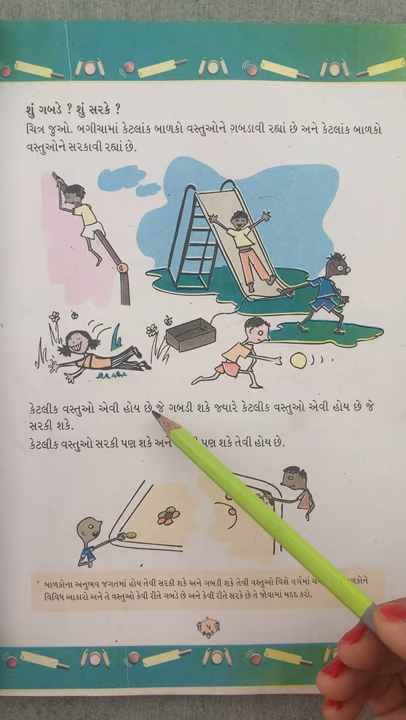 શું ગબડે ? શું સરકે ?
ચિત્ર જુઓ. બગીચામાં કેટલાંક બાળકો વસ્તુઓને ગબડાવી રહ્યાં છે અને કેટલાંક બાળકો
વસ્તુઓને સરકાવી રહ્યાં છે.
કેટલીક વસ્તુઓ એવી હોય છે જે ગબડી શકે જ્યારે કેટલીક વસ્તુઓ એવી હોય છે જે
સરકી શકે.
કેટલીક વસ્તુઓ સરકી પણ શકે અને પણ શકે તેવી હોય છે.
બાળકોના અનુભવ જગતમાં હોય તેવી સરકી શકે અને ગબડી શકે તેવી વસ્તુઓ વિશે વર્ગમાં
વિવિધ આકારો અને તે વસ્તુઓ કેવી રીતે ગબડે છે અને કેવી રીતે સરકે છે તે જોવામાં મદદ કરો.
૫